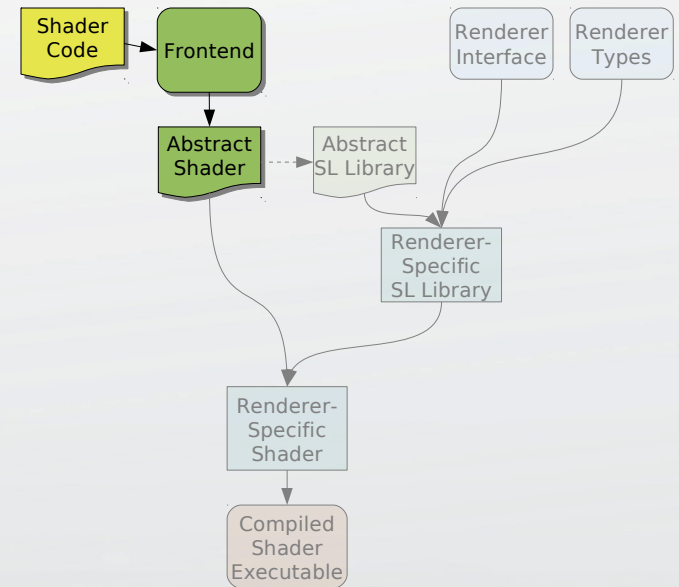 Shader
Code
Frontend
Renderer
Interface
Renderer
Types
Abstract
Shader
Abstract
SL Library
Renderer-
Specific
SL Library
Renderer-
Specific
Shader
Compiled
Shader
Executable